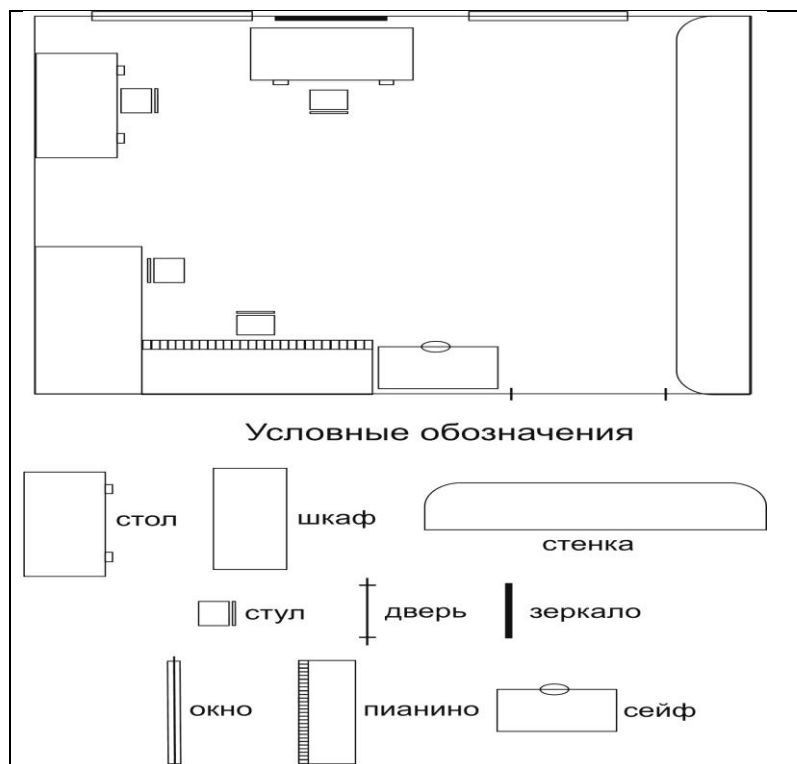 Условные обозначения
стол
шкаф
стенка
стул
дверь
зеркало
окно
пианино
сейф